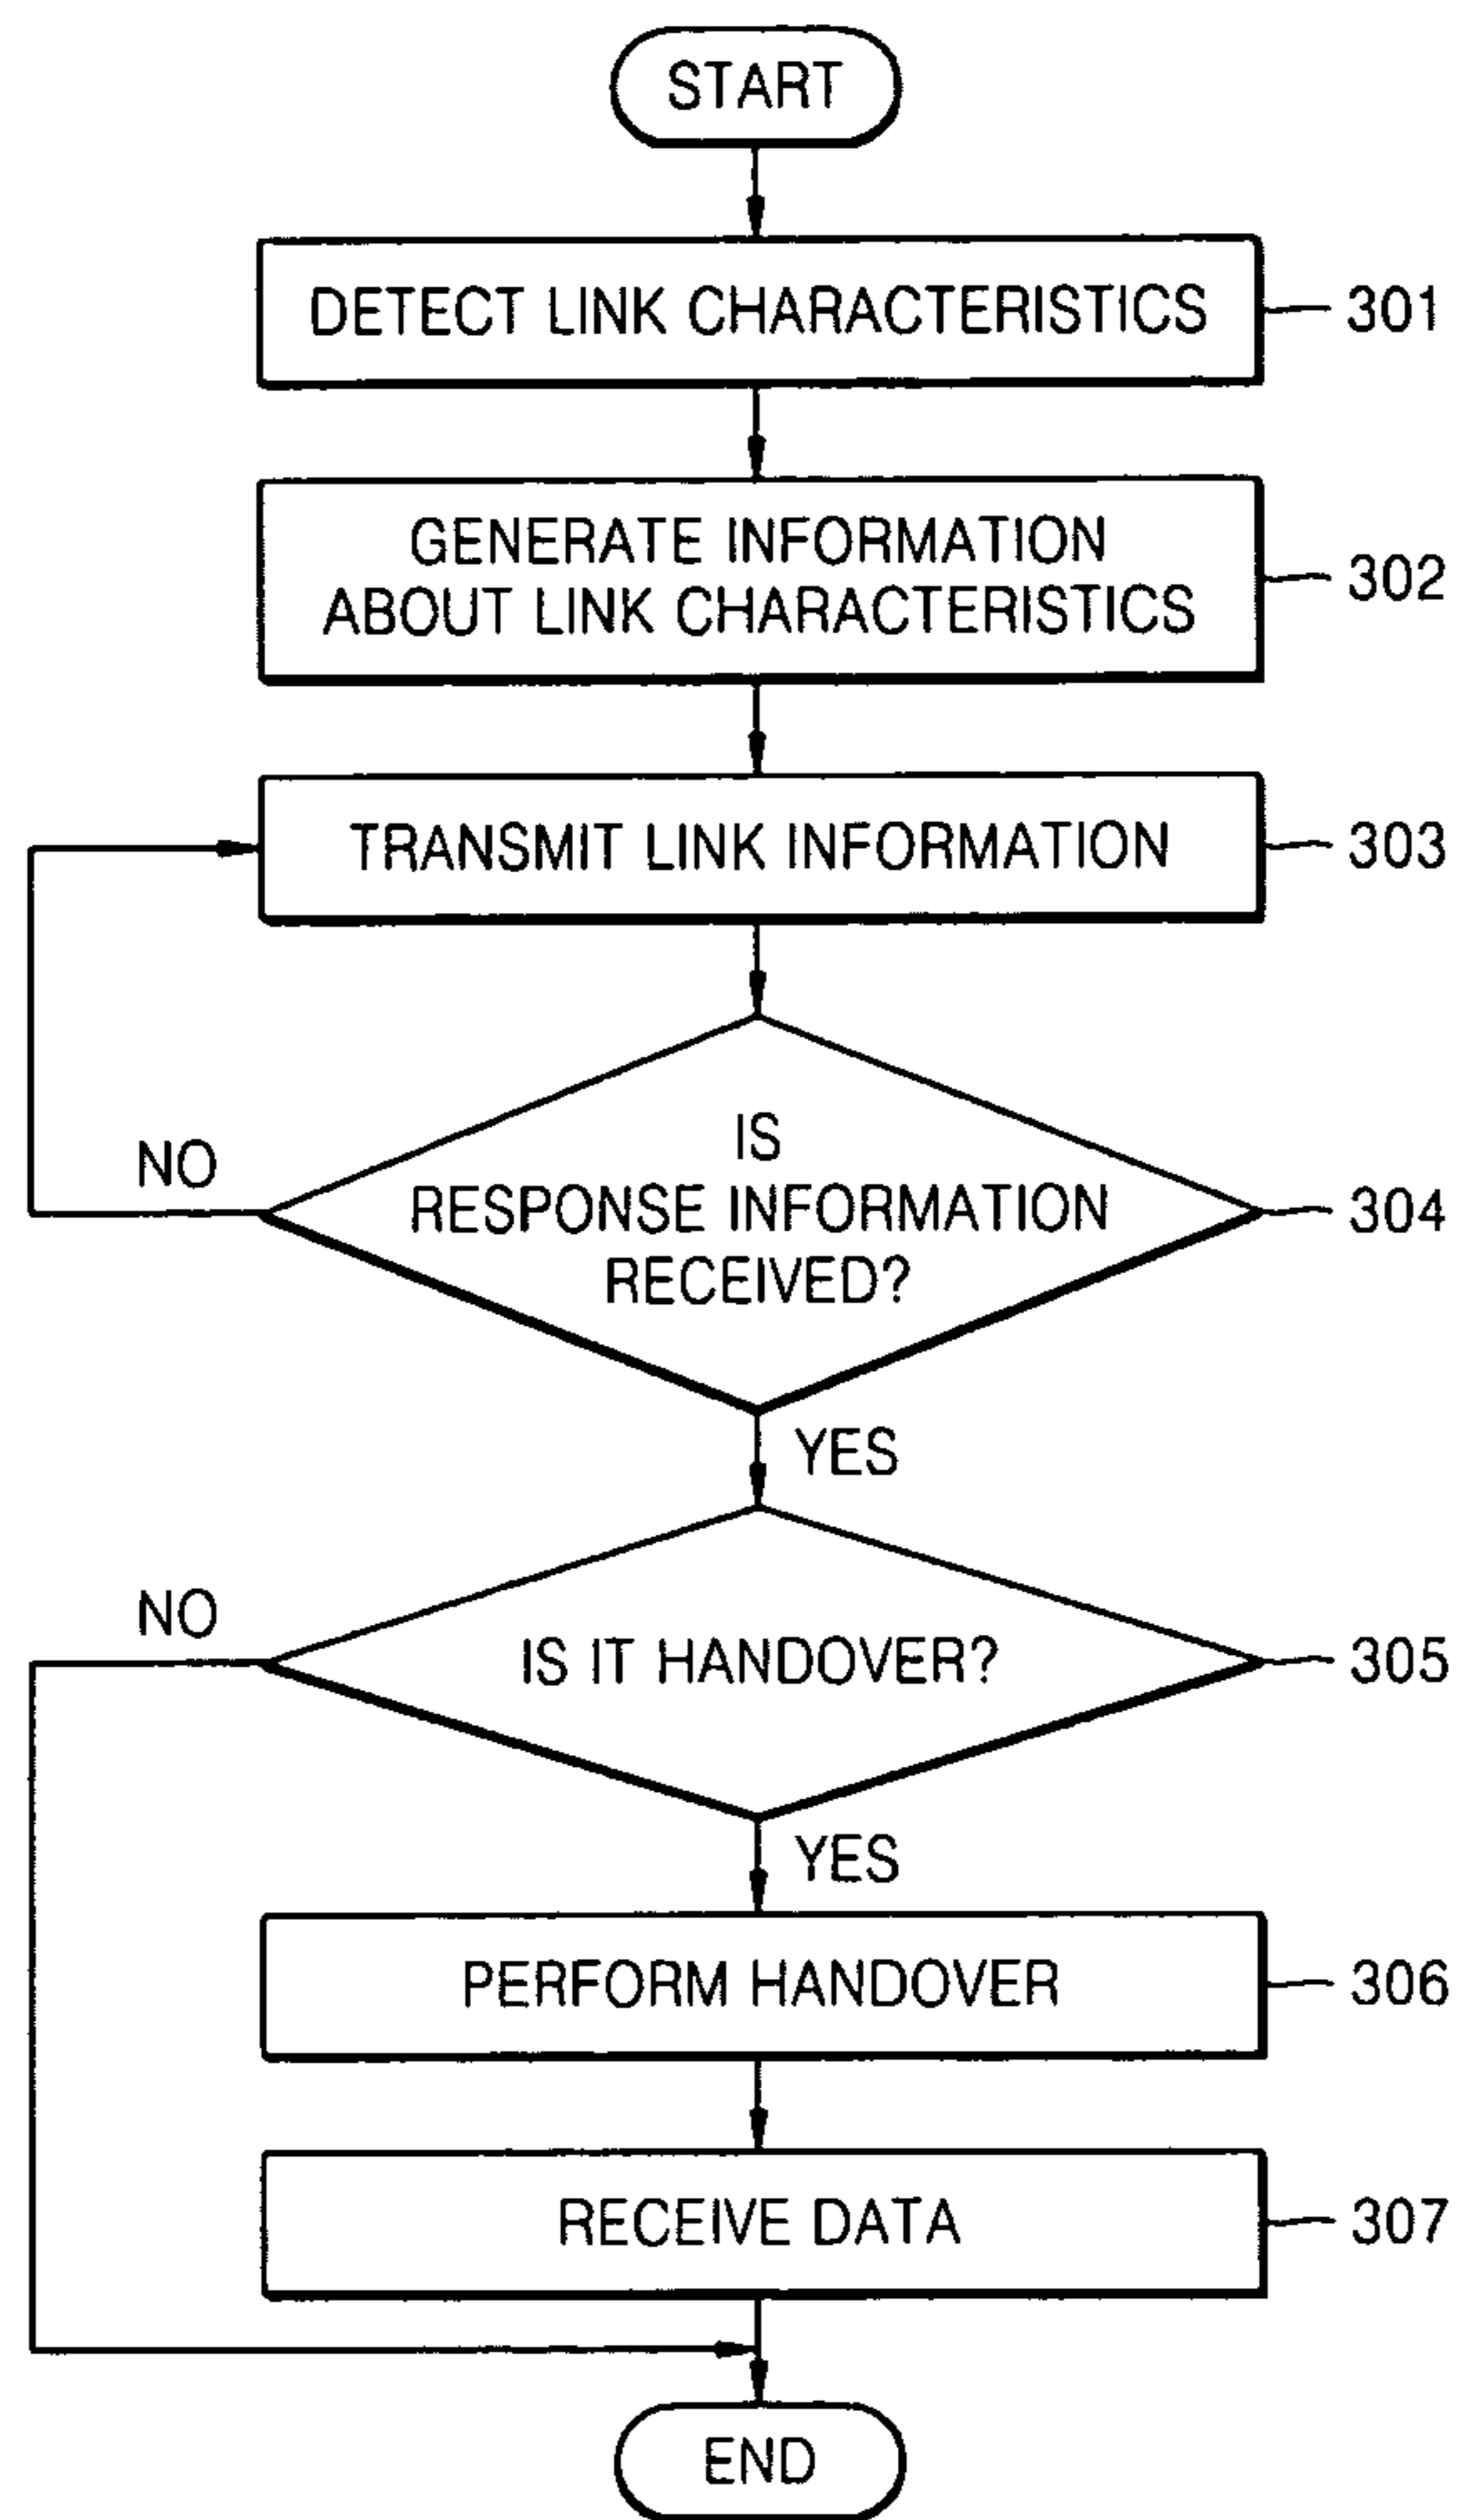 START
DETECT LINK CHARACTERISTICS
301
GENERATE INFORMATION
ABOUT LINK CHARACTERISTICS
302
TRANSMIT LINK INFORMATION
303
IS
RESPONSE INFORMATION
RECEIVED?
304
NO
YES
IS IT HANDOVER?
305
NO
YES
PERFORM HANDOVER
306
RECEIVE DATA
307
END